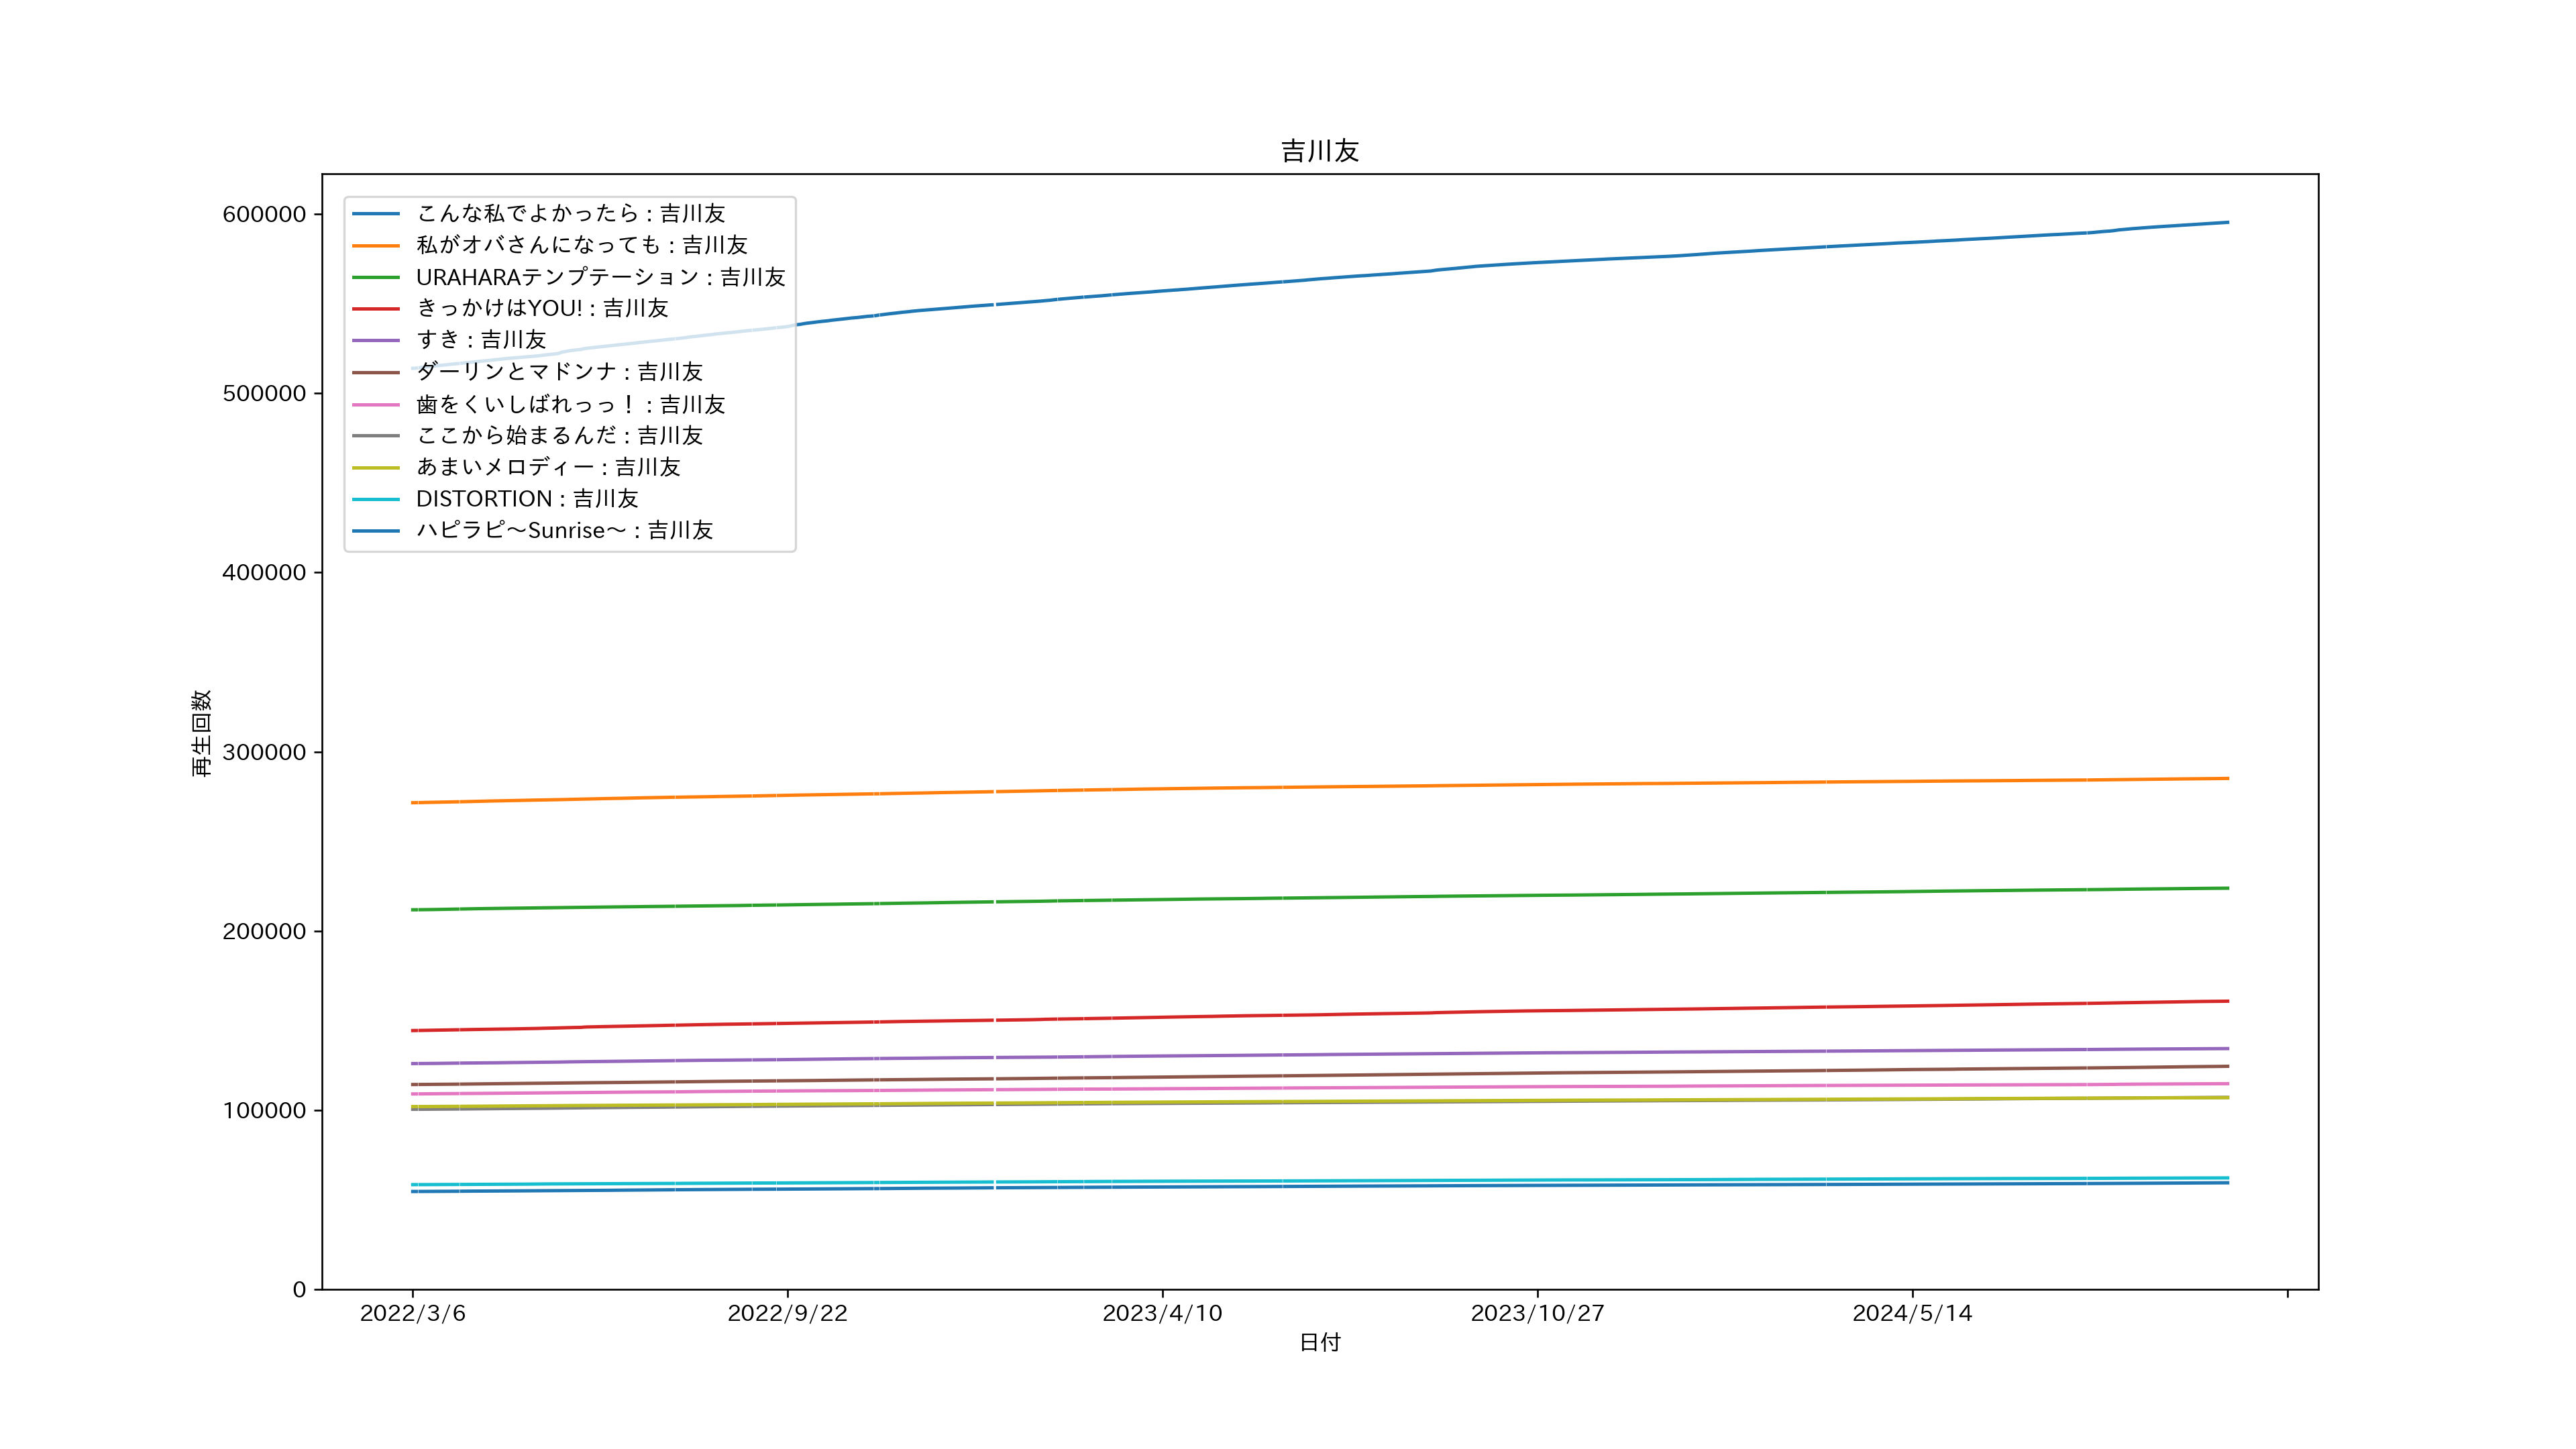 吉川友
600000
500000
400000
300000
200000
100000
0
再生回数
こんな私でよかったら : 吉川友
私がオバさんになっても : 吉川友
URAHARAテンプテーション : 吉川友
きっかけはYOU! : 吉川友
すき : 吉川友
ダーリンとマドンナ : 吉川友
歯をくいしばれっっ！ : 吉川友
ここから始まるんだ : 吉川友
あまいメロディー : 吉川友
DISTORTION : 吉川友
ハピラピ～Sunrise～ : 吉川友
2022/3/6
2022/9/22
2023/4/10
2023/10/27
2024/5/14
日付